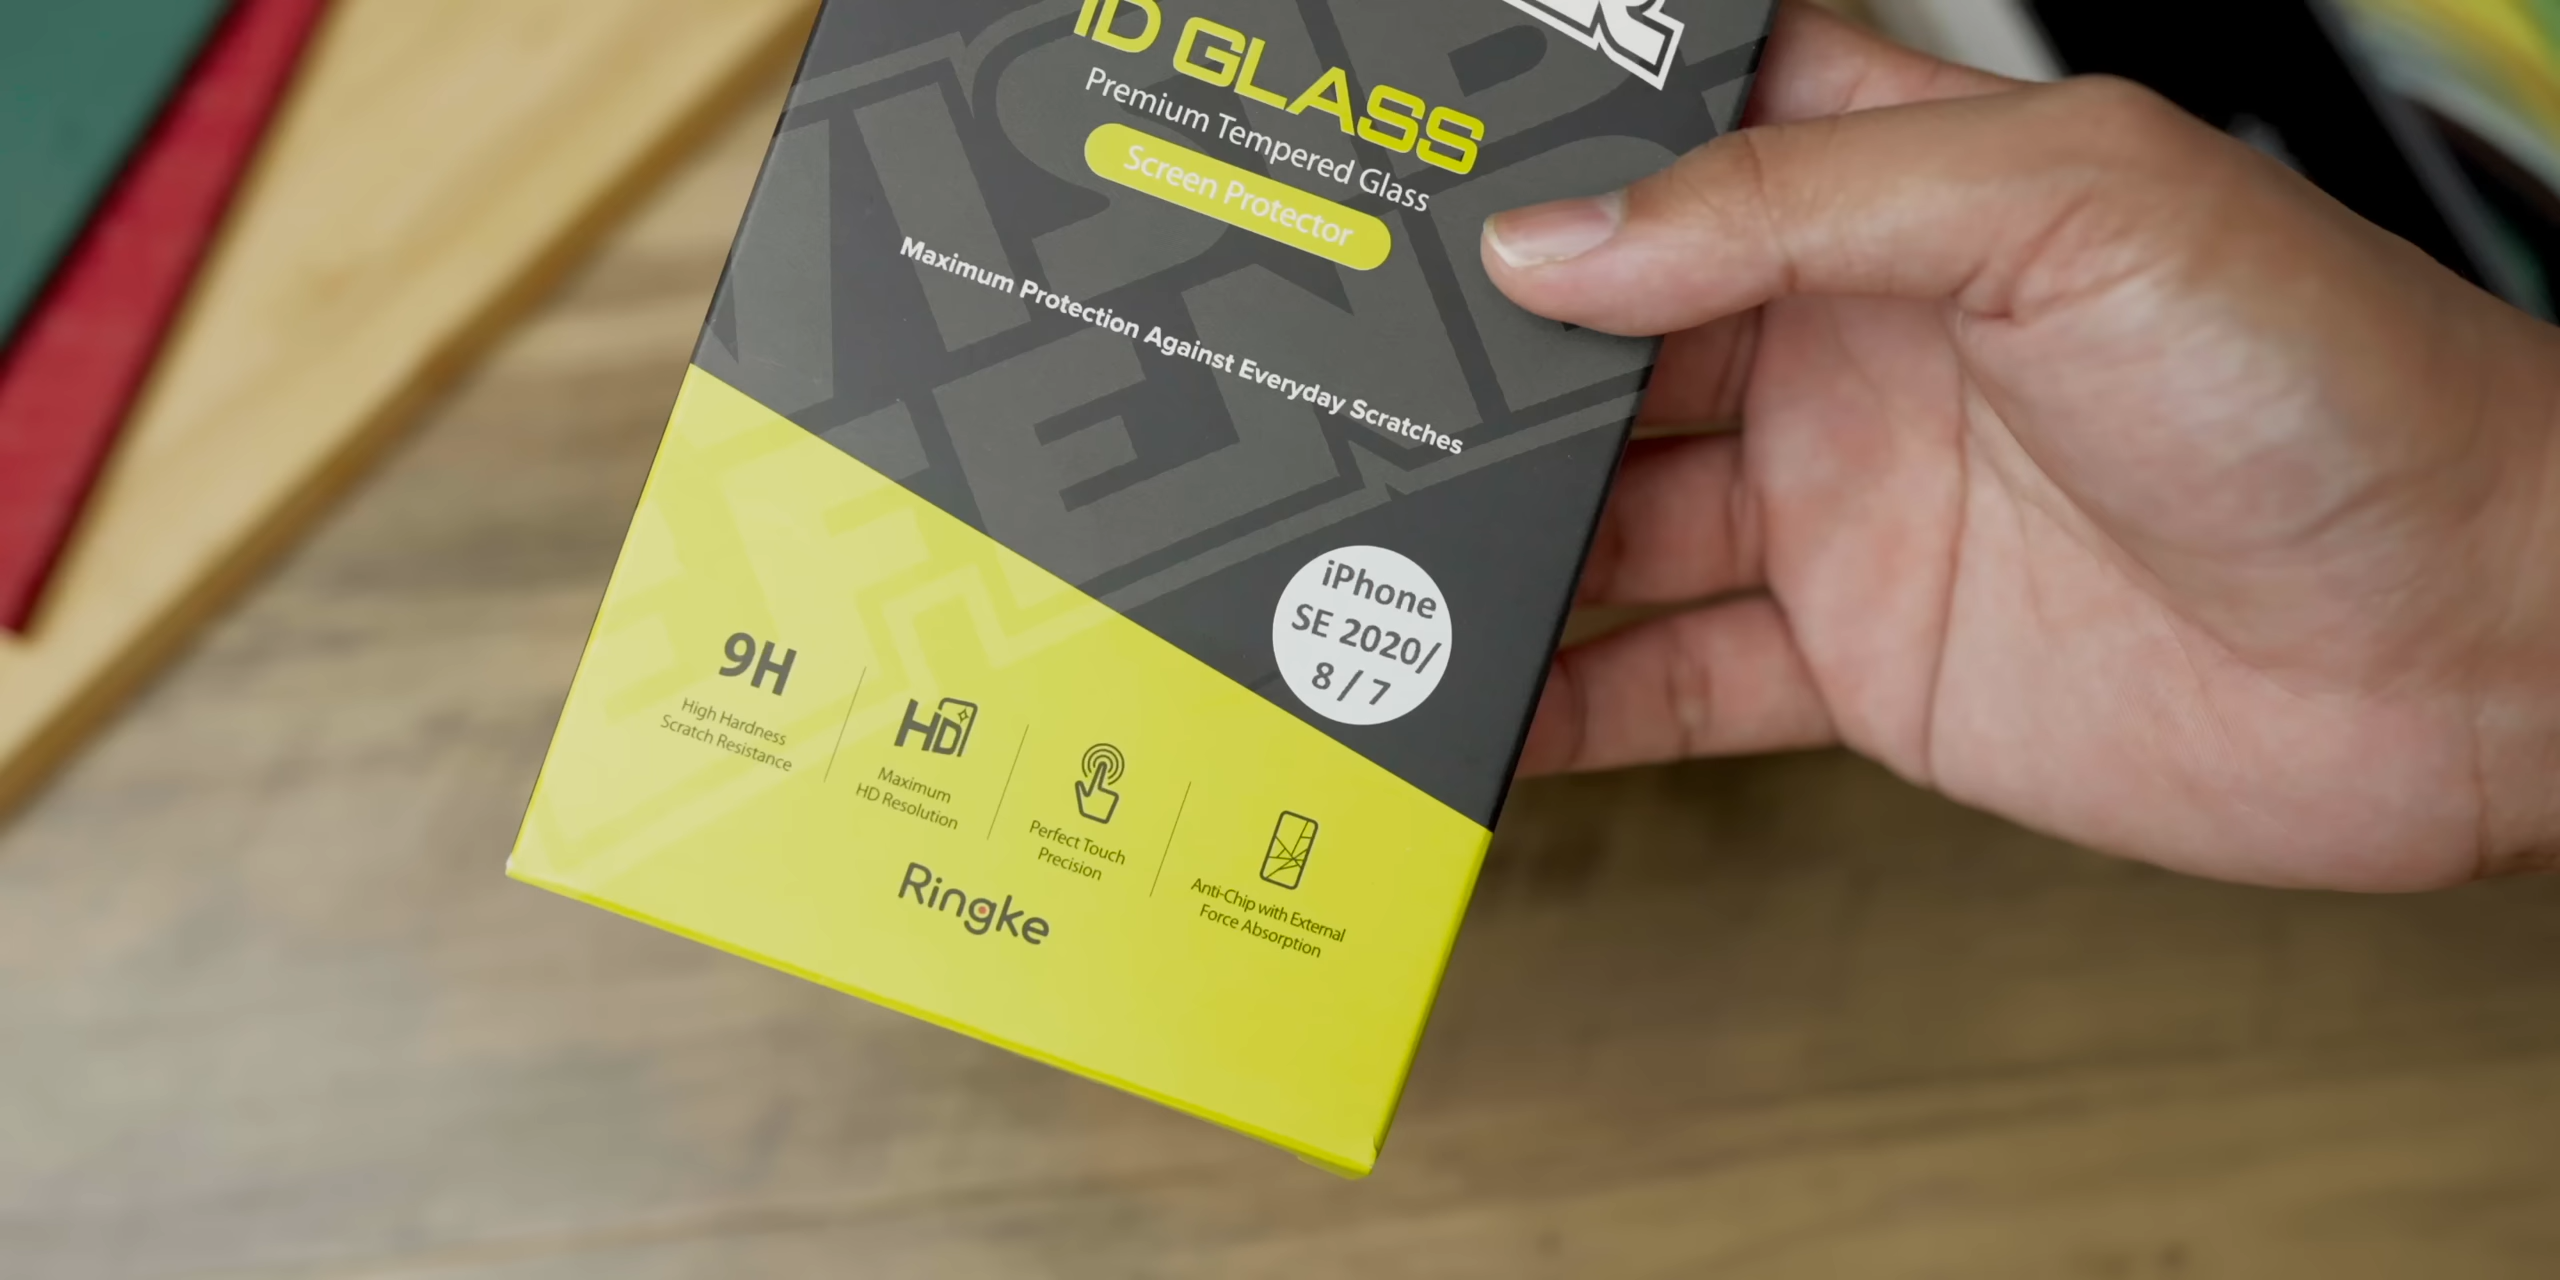 ID GLASS
Premium Tempered Glass
Screen Protector
Maximum Protection Against Everyday Scratches
iPhone
SE 2020/
8 / 7
9H
High Hardness
Scratch Resistance
HD
Maximum
HD Resolution
Perfect Touch
Precision
Anti-Chip with External
Force Absorption
Ringke